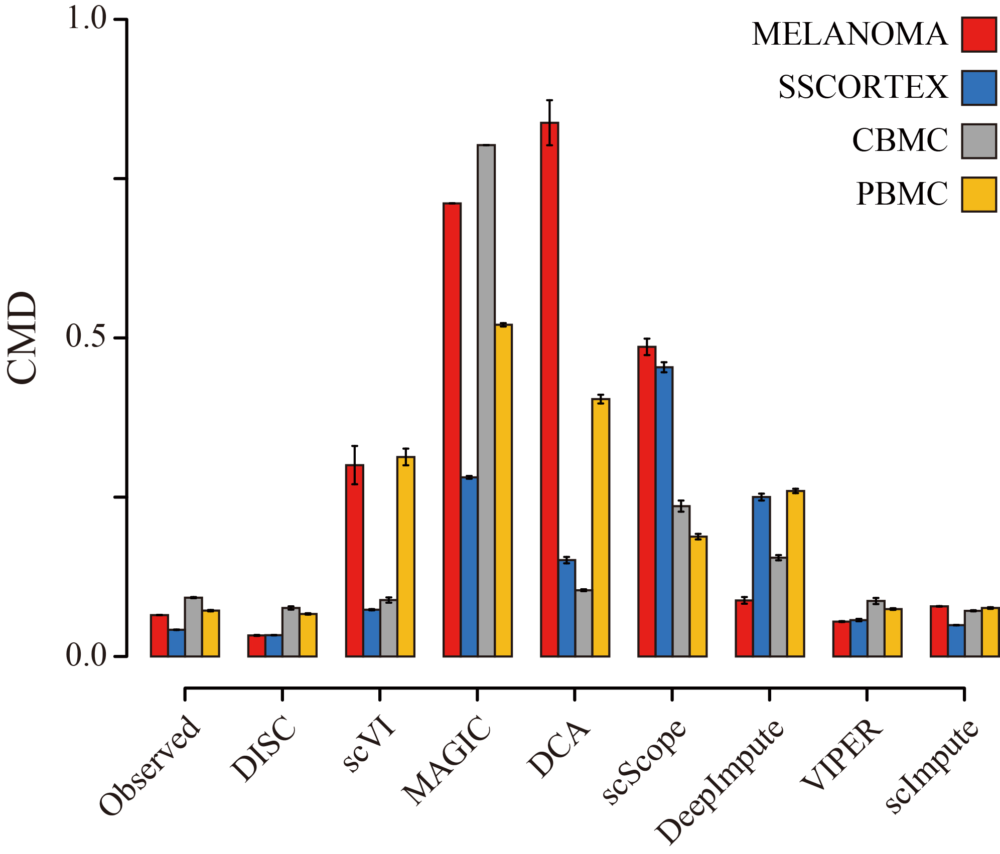 1.0
0.5
0.0
CMD
MELANOMA
SSCORTEX
CBMC
PBMC
Observed
DISC
scVI
MAGIC
DCA
scScope
DeepImpute
VIPER
scImpute